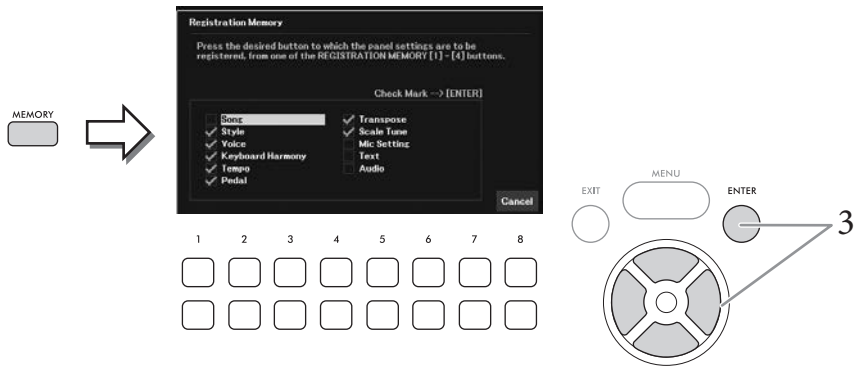 Registration Memory
Press the desired button to which the panel settings are to be
registered, from one of the REGISTRATION MEMORY [1] - [4] buttons.
Check Mark --> [ENTER]
MEMORY
Song
Style
Voice
Keyboard Harmony
Tempo
Pedal
Transpose
Scale Tune
Mic Setting
Text
Audio
Cancel
EXIT
MENU
ENTER
3
1 2 3 4 5 6 7 8